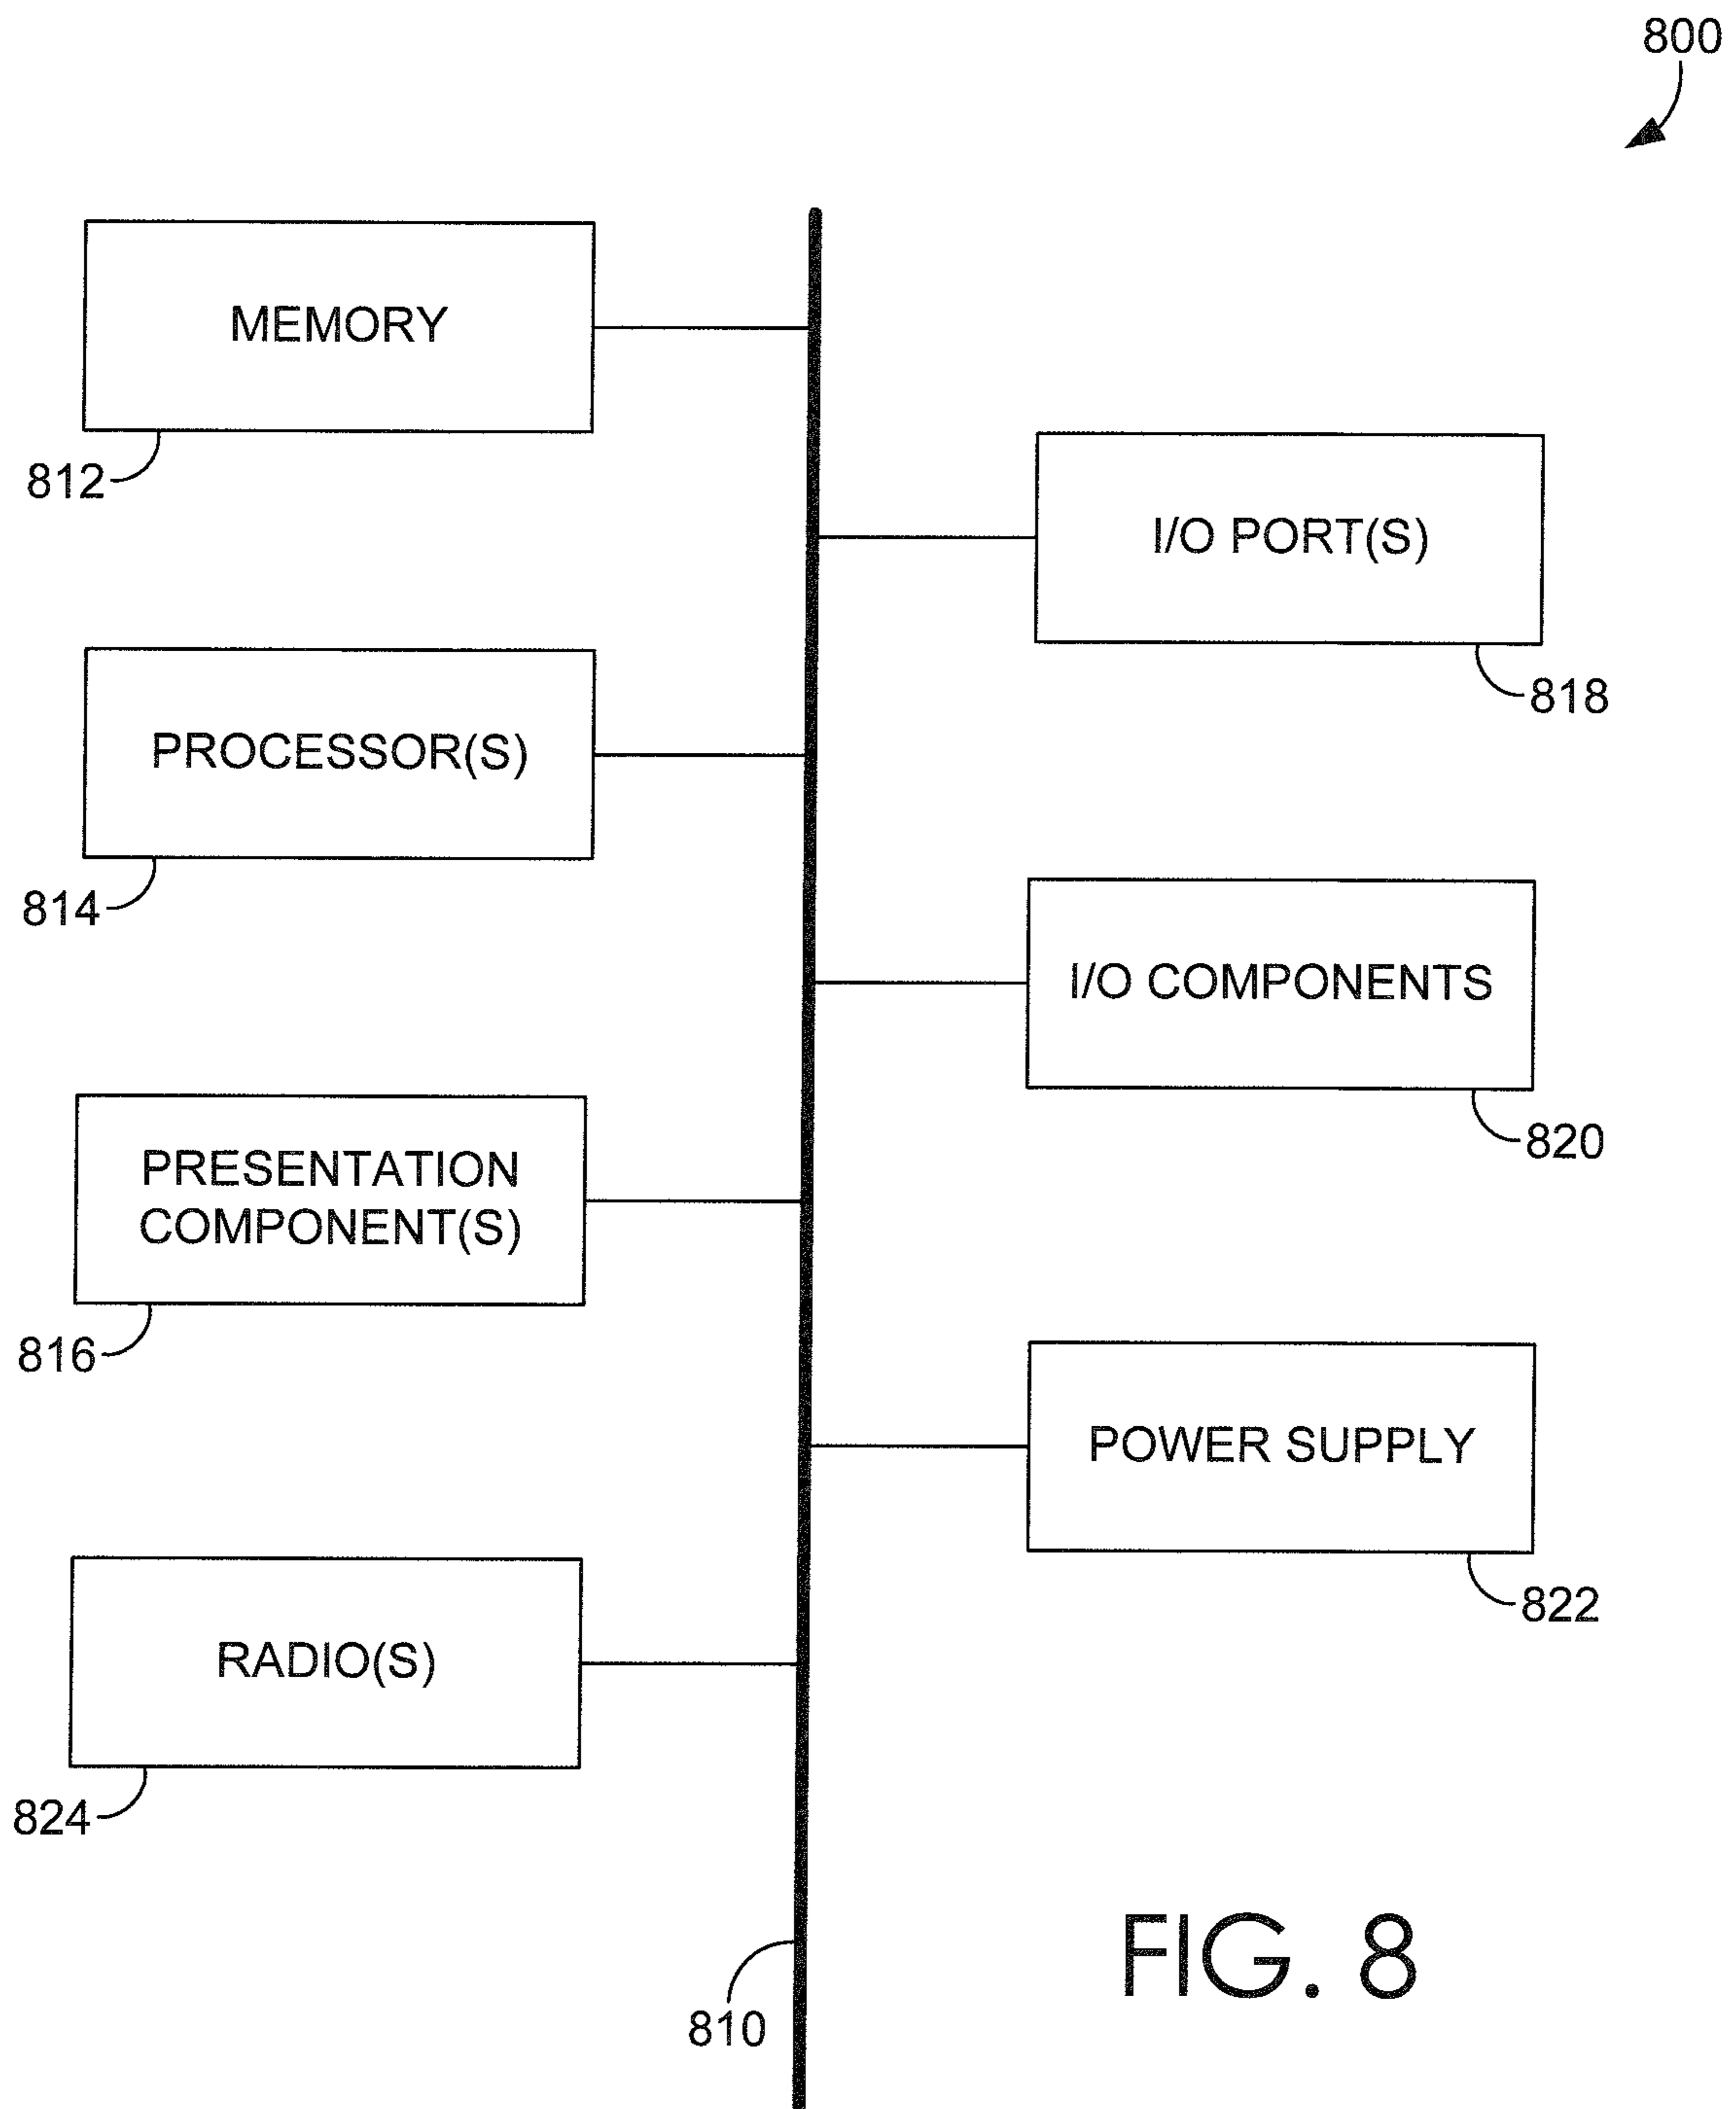 800
MEMORY
812
I/O PORT(S)
818
PROCESSOR(S)
814
I/O COMPONENTS
820
PRESENTATION
COMPONENT(S)
816
POWER SUPPLY
822
RADIO(S)
824
810
FIG. 8